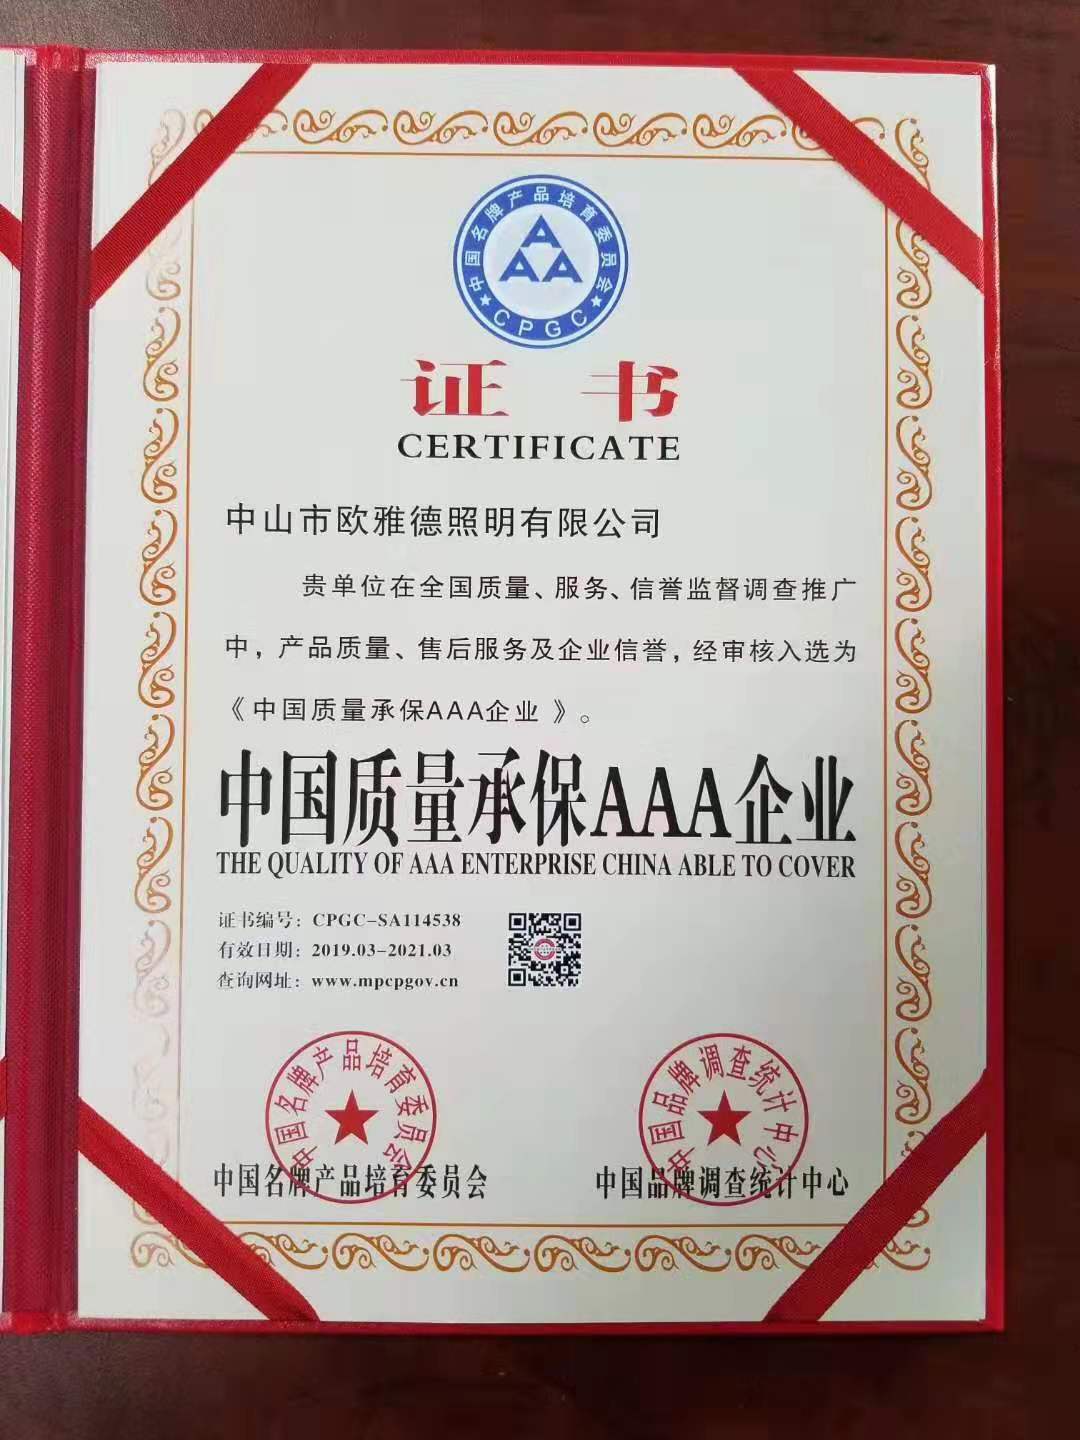 中国名牌产品培育委员会
A
AAA
★CPGC★
证书
CERTIFICATE
中山市欧雅德照明有限公司
贵单位在全国质量、服务、信誉监督调查推广
中，产品质量、售后服务及企业信誉，经审核入选为
《中国质量承保AAA企业》。
中国质量承保AAA企业
THE QUALITY OF AAA ENTERPRISE CHINA ABLE TO COVER
证书编号：CPGC-SA114538
有效日期：2019.03-2021.03
查询网址：www.mpcpgov.cn
中国名牌产品培育委员会
中国品牌调查统计中心
中国名牌产品培育委员会
中国品牌调查统计中心